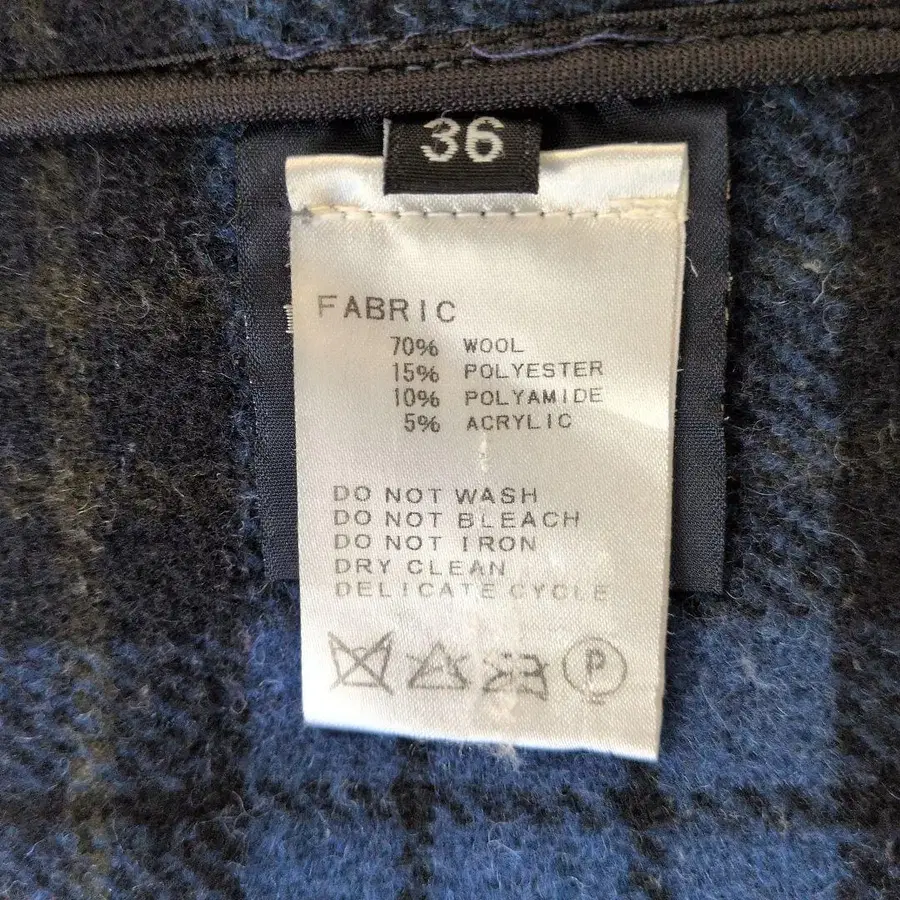 36
FABRIC
70% WOOL
15% POLYESTER
10% POLYAMIDE
5% ACRYLIC
DO NOT WASH
DO NOT BLEACH
DO NOT IRON
DRY CLEAN
DELICATE CYCLE
P